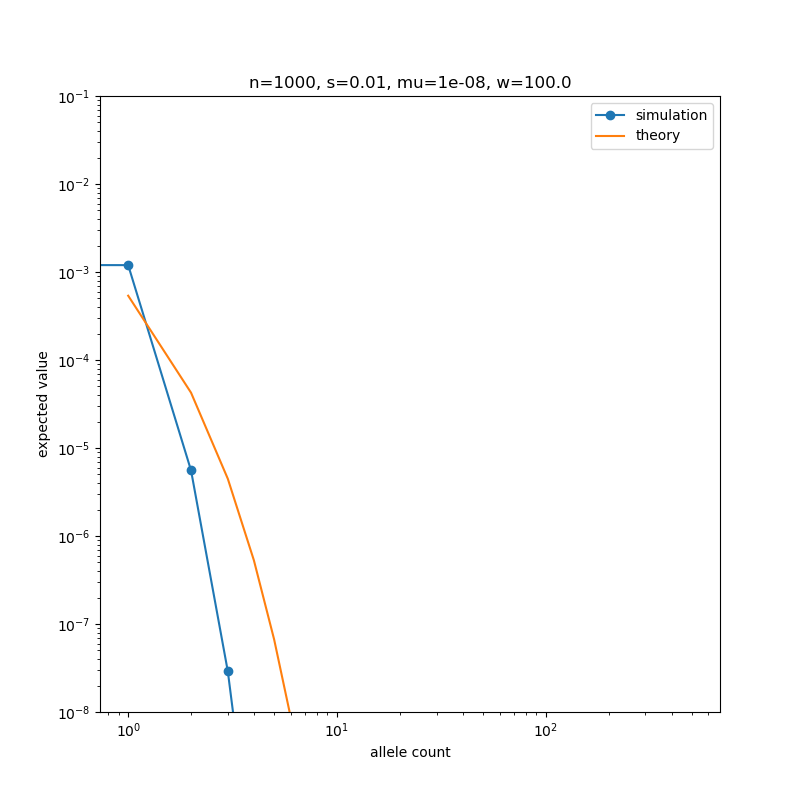 n=1000, s=0.01, mu=1e-08, w=100.0
simulation
theory
10⁻¹
10⁻²
10⁻³
10⁻⁴
10⁻⁵
10⁻⁶
10⁻⁷
10⁻⁸
expected value
10⁰ 10¹ 10²
allele count